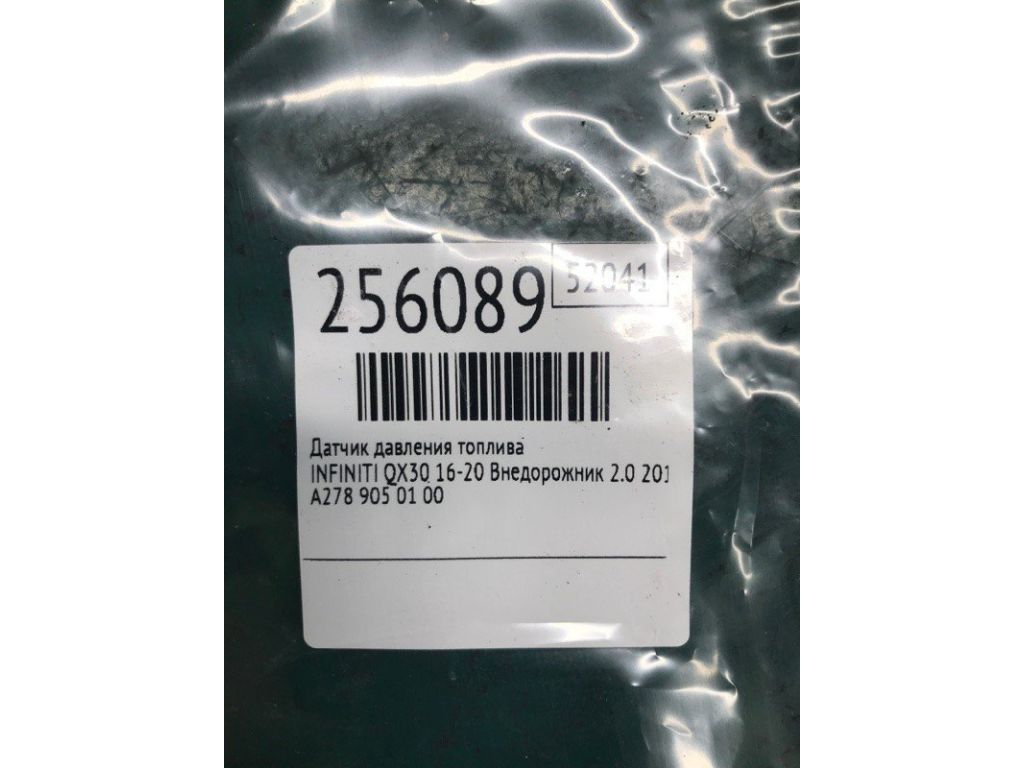 256089
52041
Датчик давления топлива
INFINITI QX30 16-20 Внедорожник 2.0 201
A278 905 01 00